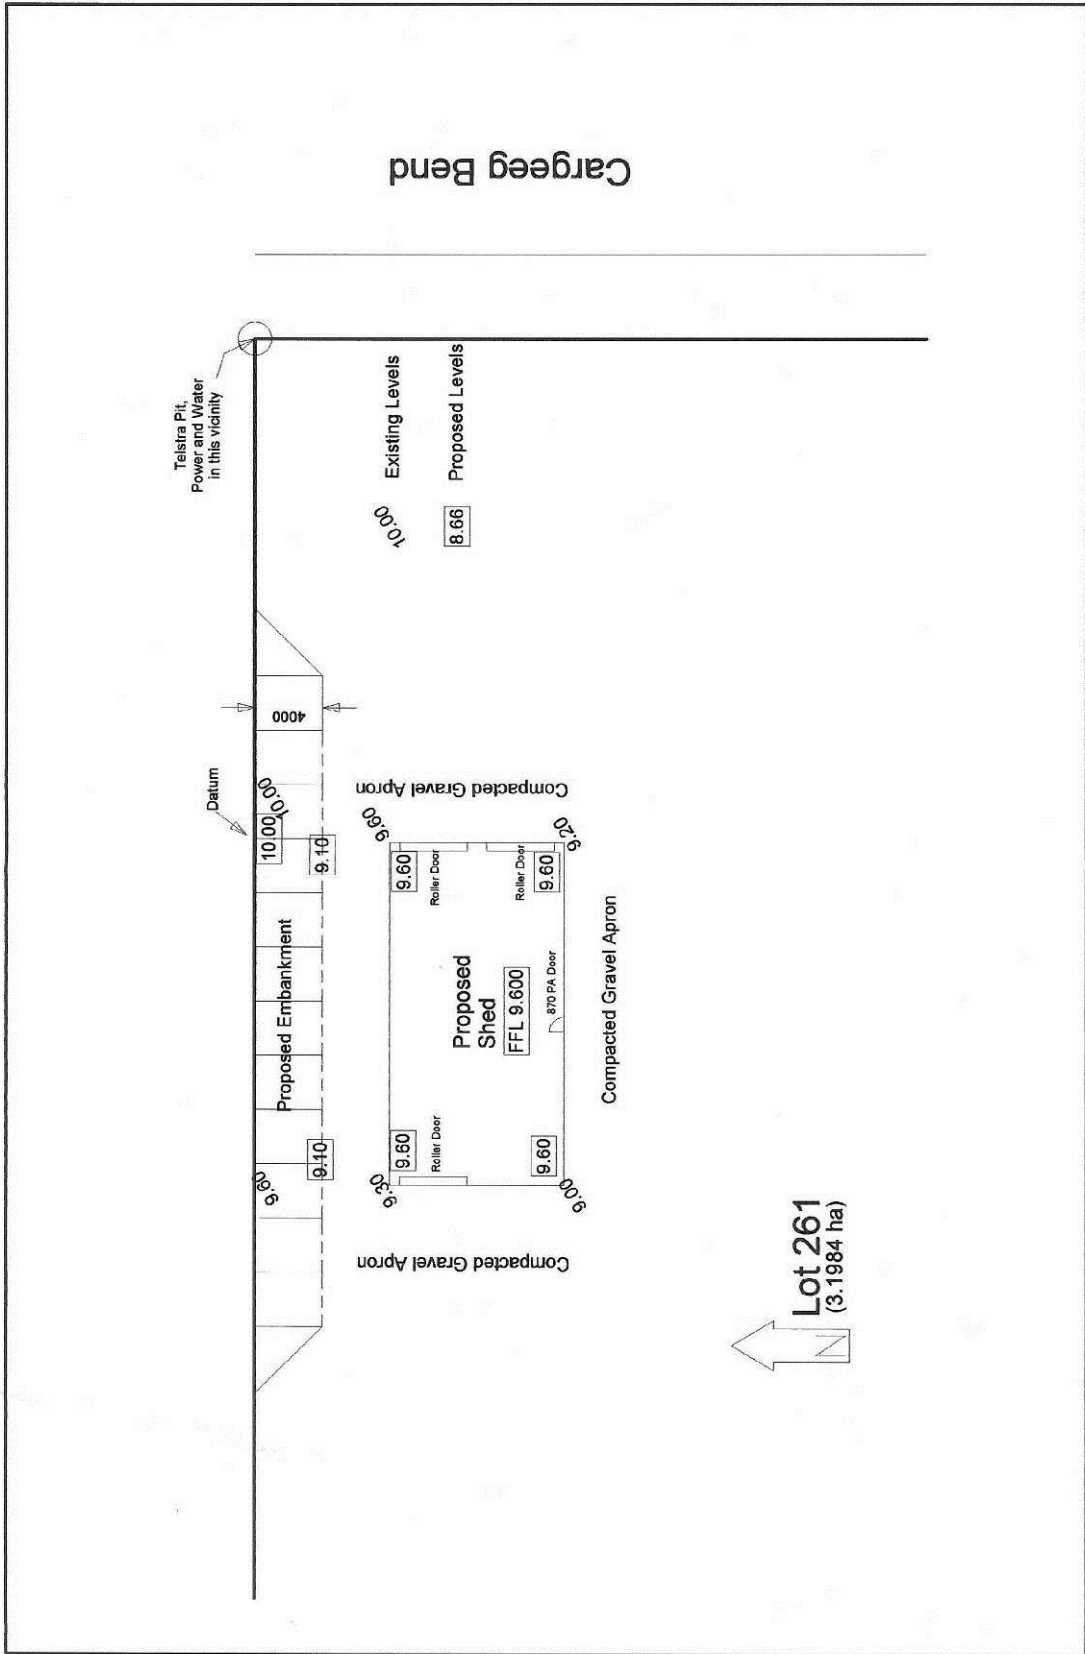 Telstra Pit,
Power and Water
in this vicinity
Datum
9.60
10.00
10.00
Proposed Embankment
4000
9.10
9.10
Compacted Gravel Apron
9.30
9.60
Roller Door
9.60
9.60
Roller Door
Compacted Gravel Apron
Proposed
Shed
FFL 9.600
9.60
9.00
870 PA Door
Roller Door
9.60
9.20
Compacted Gravel Apron
10.00
Existing Levels
8.66
Proposed Levels
Cargeeg Bend
N
Lot 261
(3.1984 ha)